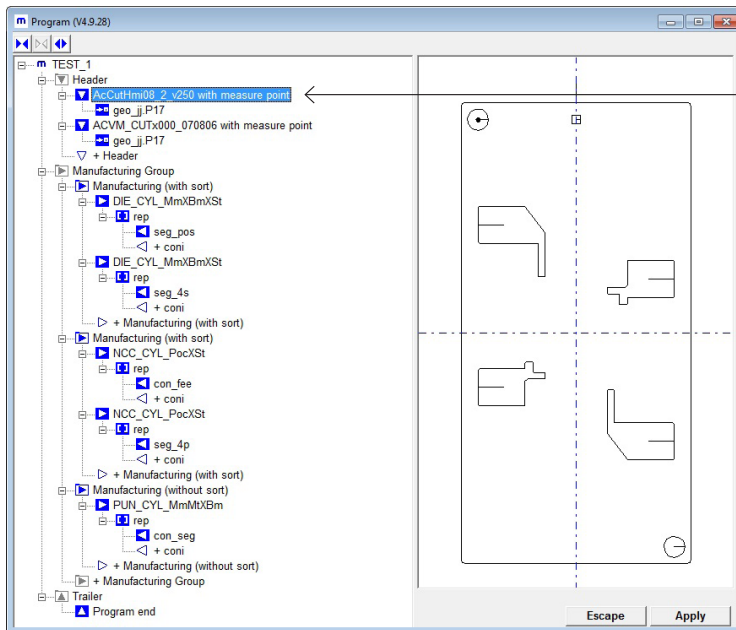 m Program (V4.9.28)
m TEST_1
Header
AcCutHmi08_2_v250 with measure point
geo_jj.P17
ACVM_CUTx000_070806 with measure point
geo_jj.P17
+ Header
Manufacturing Group
Manufacturing (with sort)
DIE_CYL_MmXBmXSt
rep
seg_pos
+ coni
DIE_CYL_MmXBmXSt
rep
seg_4s
+ coni
+ Manufacturing (with sort)
Manufacturing (with sort)
NCC_CYL_PocXSt
rep
con_fee
+ coni
NCC_CYL_PocXSt
rep
seg_4p
+ coni
+ Manufacturing (with sort)
Manufacturing (without sort)
PUN_CYL_MmMtXBm
rep
con_seg
+ coni
+ Manufacturing (without sort)
+ Manufacturing Group
Trailer
Program end
Escape Apply